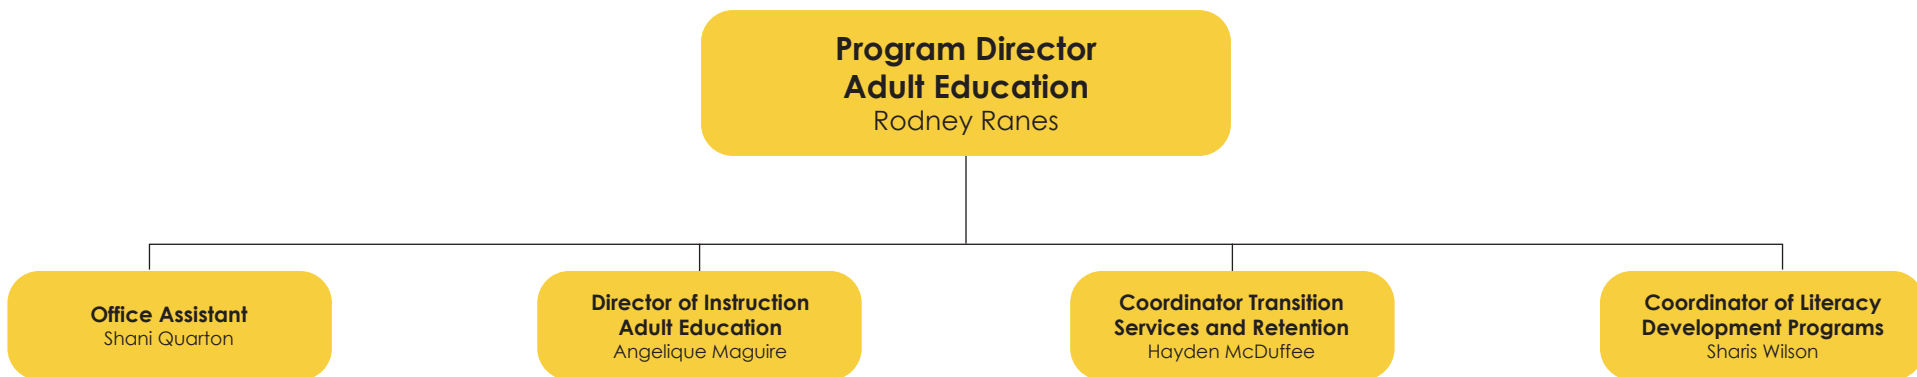 Program Director
Adult Education
Rodney Ranes
Office Assistant
Shani Quarton
Director of Instruction
Adult Education
Angelique Maguire
Coordinator Transition
Services and Retention
Hayden McDuffee
Coordinator of Literacy
Development Programs
Sharis Wilson